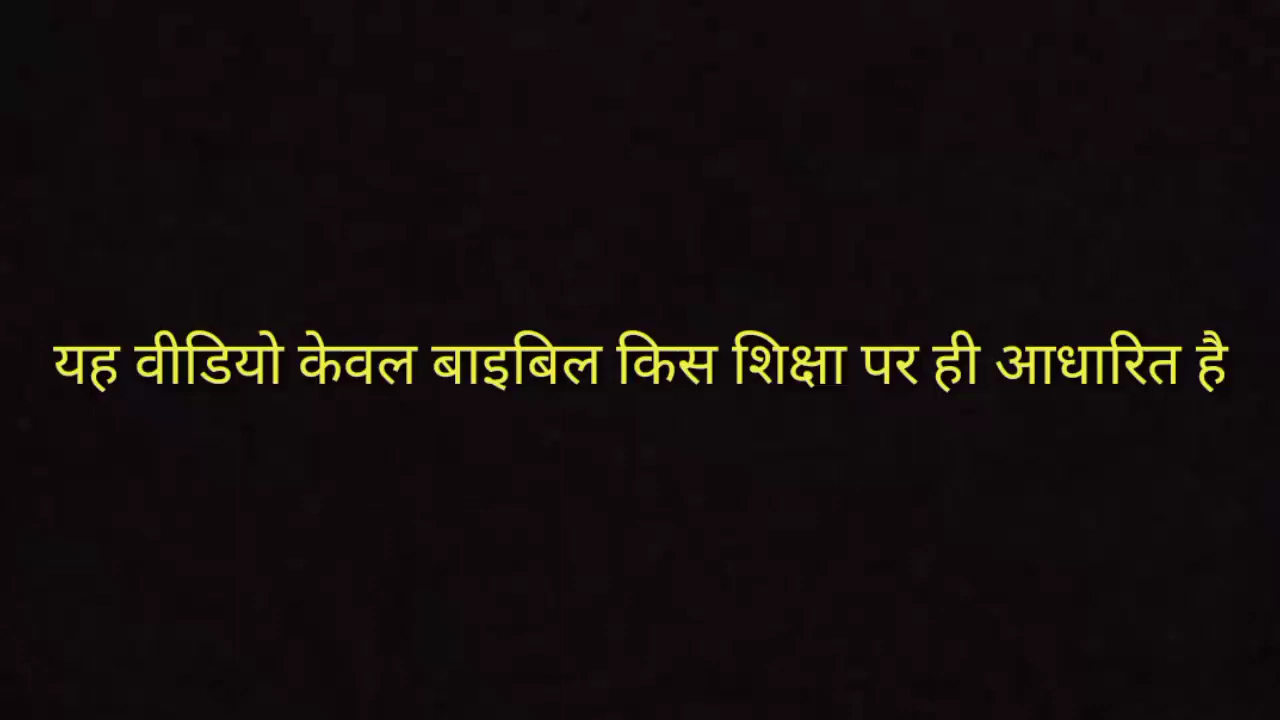 यह वीडियो केवल बाइबिल किस शिक्षा पर ही आधारित है